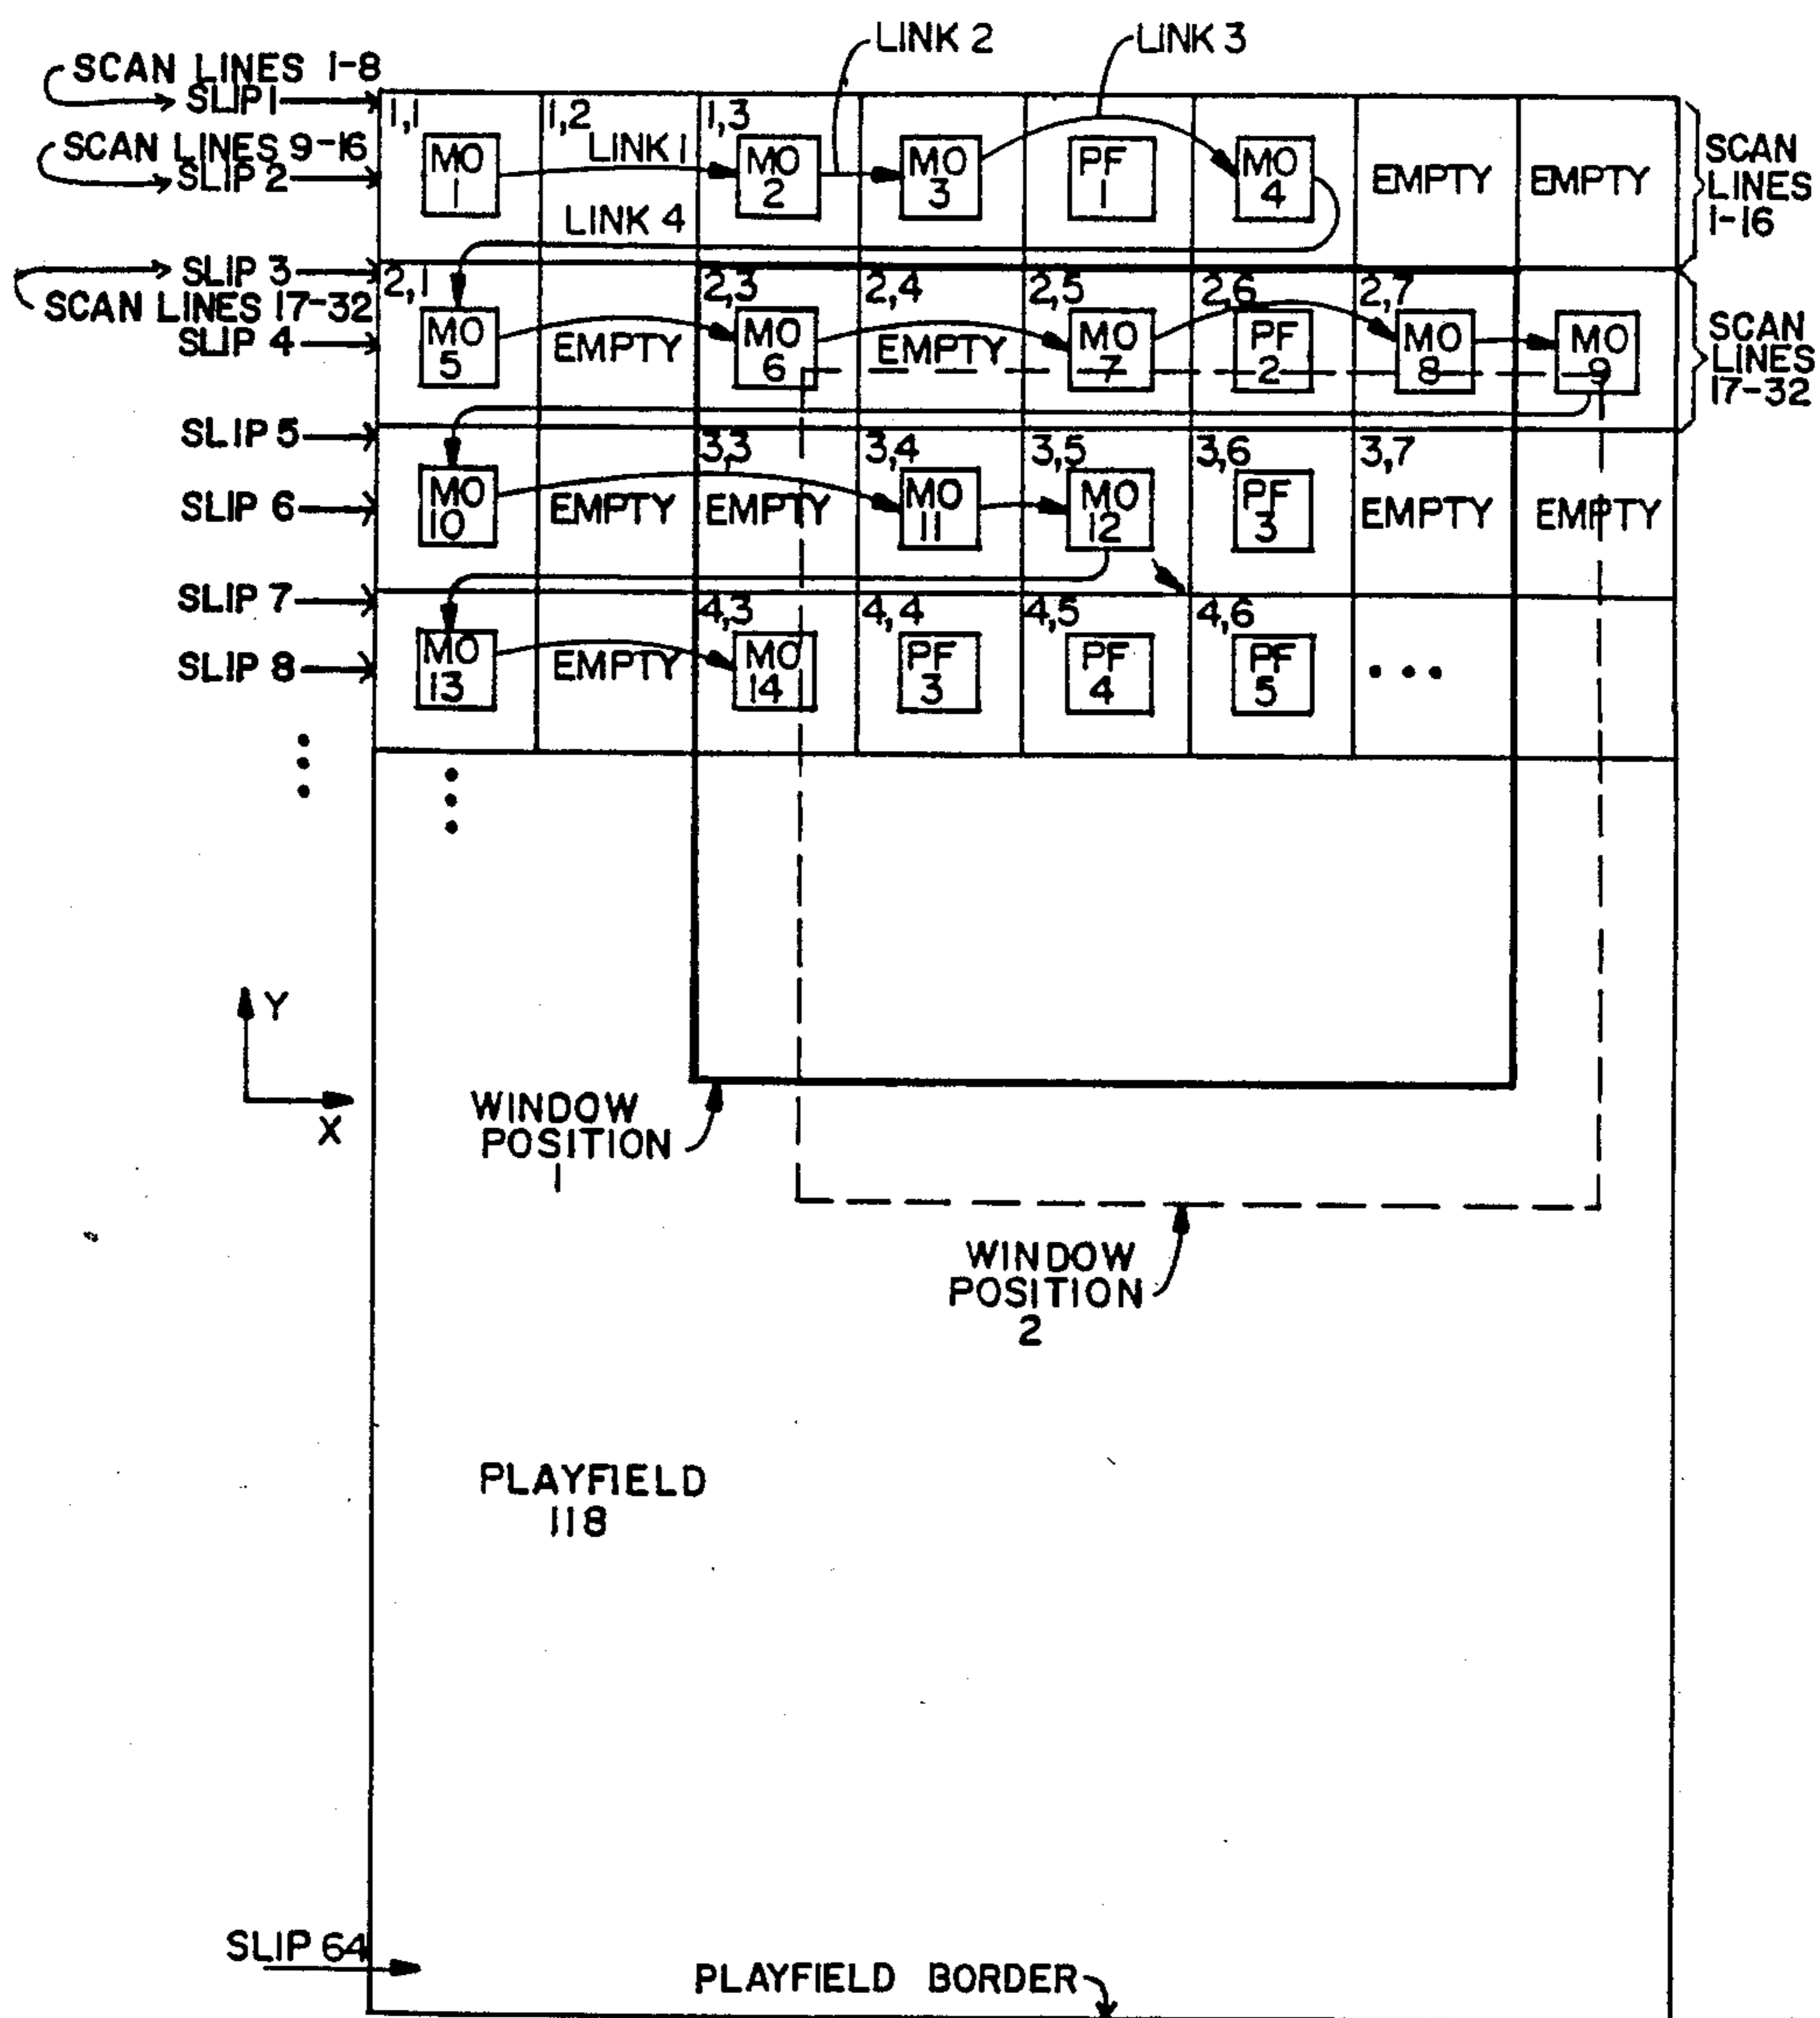 LINK 2
LINK 3
SCAN LINES 1-8
SLIP 1
1,1
1,2
1,3
SCAN LINES 9-16
SLIP 2
MO
1
LINK 1
MO
2
MO
3
PF
1
MO
4
EMPTY
EMPTY
SCAN
LINES
1-16
LINK 4
SLIP 3
2,1
2,3
2,4
2,5
2,6
2,7
SCAN LINES 17-32
SLIP 4
MO
5
EMPTY
MO
6
EMPTY
MO
7
PF
2
MO
8
MO
9
SCAN
LINES
17-32
SLIP 5
3,3
3,4
3,5
3,6
3,7
SLIP 6
MO
10
EMPTY
EMPTY
MO
11
MO
12
PF
3
EMPTY
EMPTY
SLIP 7
4,3
4,4
4,5
4,6
SLIP 8
MO
13
EMPTY
MO
14
PF
3
PF
4
PF
5
•••
Y
X
WINDOW
POSITION
1
WINDOW
POSITION
2
PLAYFIELD
118
SLIP 64
PLAYFIELD BORDER